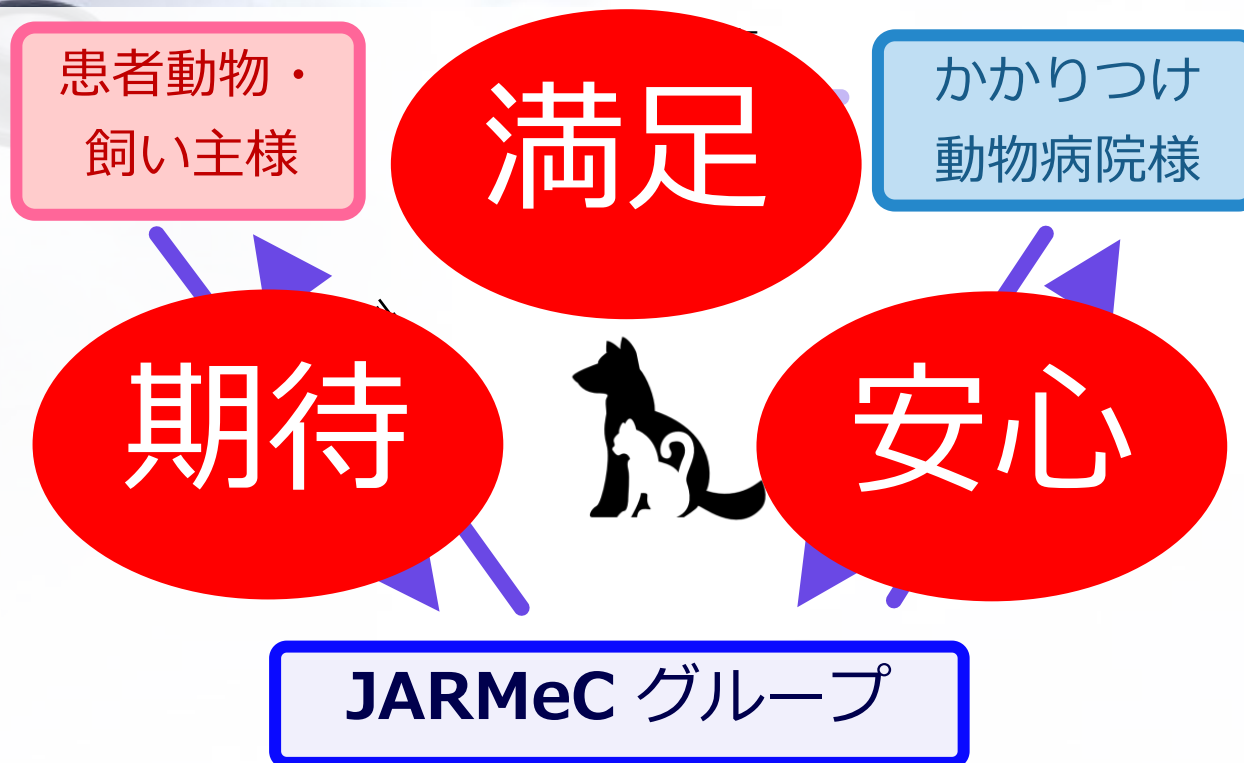 患者動物・
飼い主様
満足
かかりつけ
動物病院様
期待
安心
JARMeC グループ